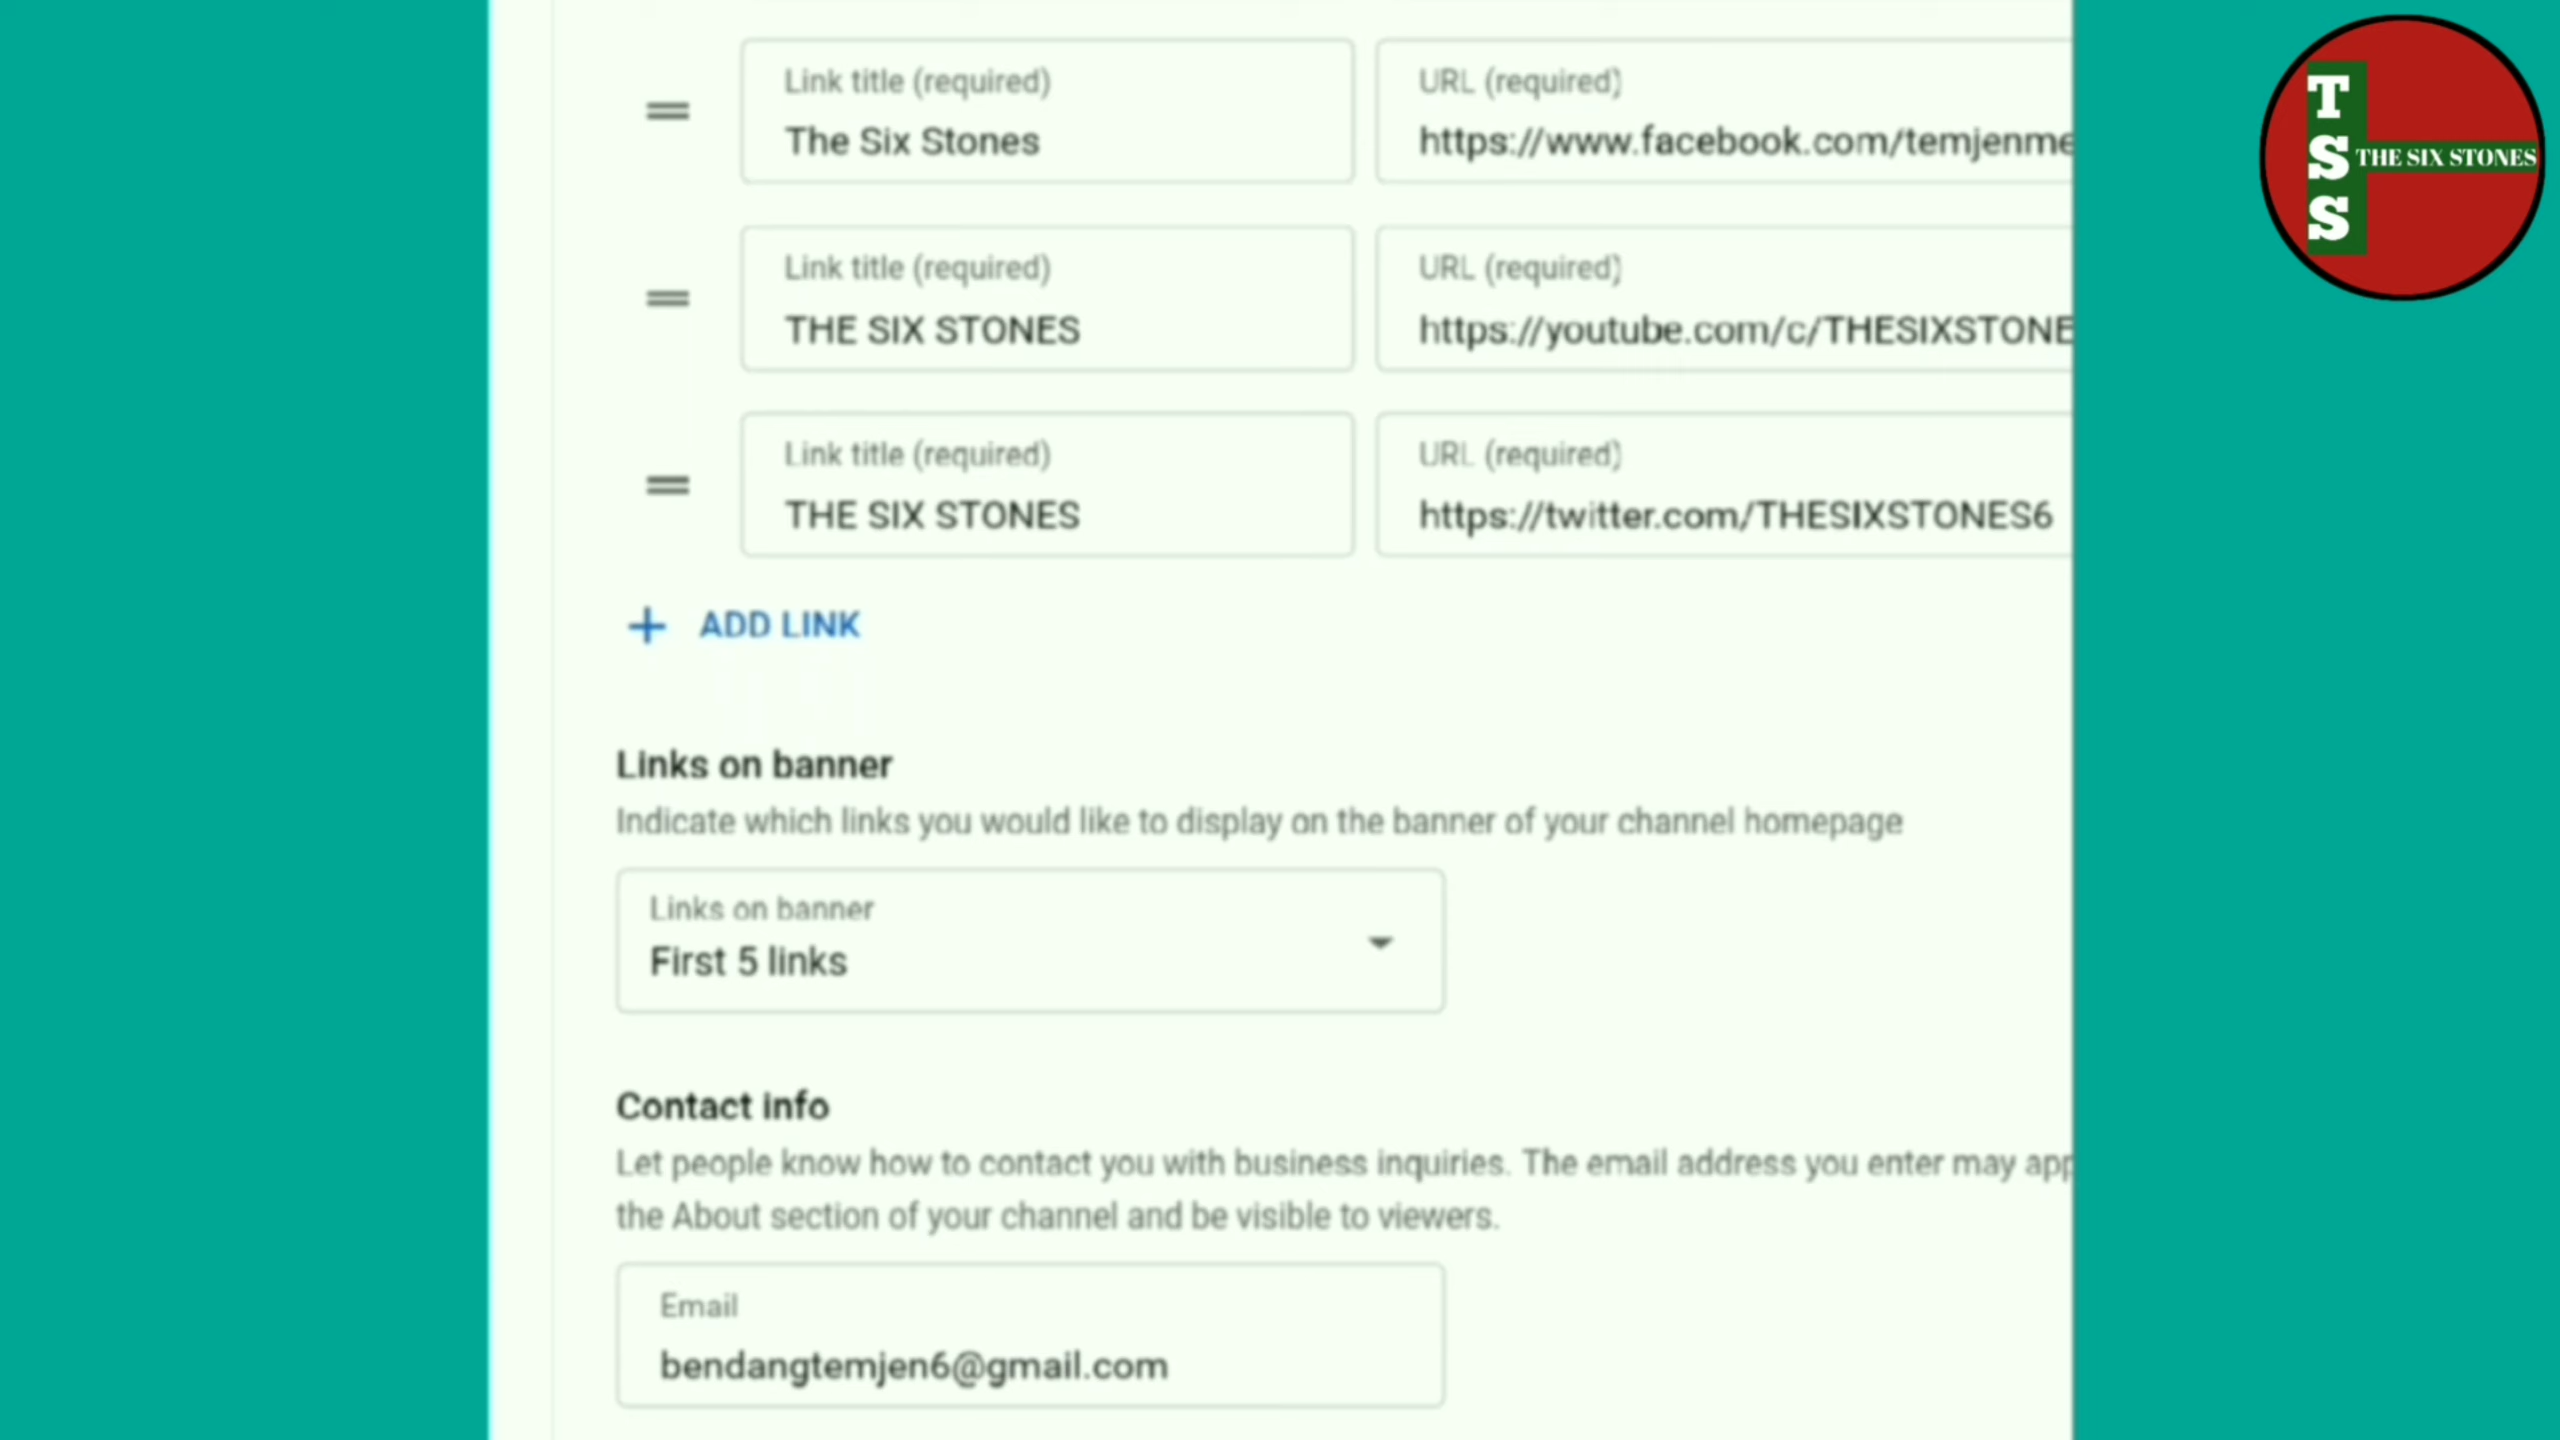 Link title (required)
URL (required)
The Six Stones
https://www.facebook.com/temjenme
Link title (required)
URL (required)
THE SIX STONES
https://youtube.com/c/THESIXSTONE
Link title (required)
URL (required)
THE SIX STONES
https://twitter.com/THESIXSTONES6
ADD LINK
Links on banner
Indicate which links you would like to display on the banner of your channel homepage
Links on banner
First 5 links
Contact info
Let people know how to contact you with business inquiries. The email address you enter may app
the About section of your channel and be visible to viewers.
Email
bendangtemjen6@gmail.com
T
S
S
THE SIX STONES